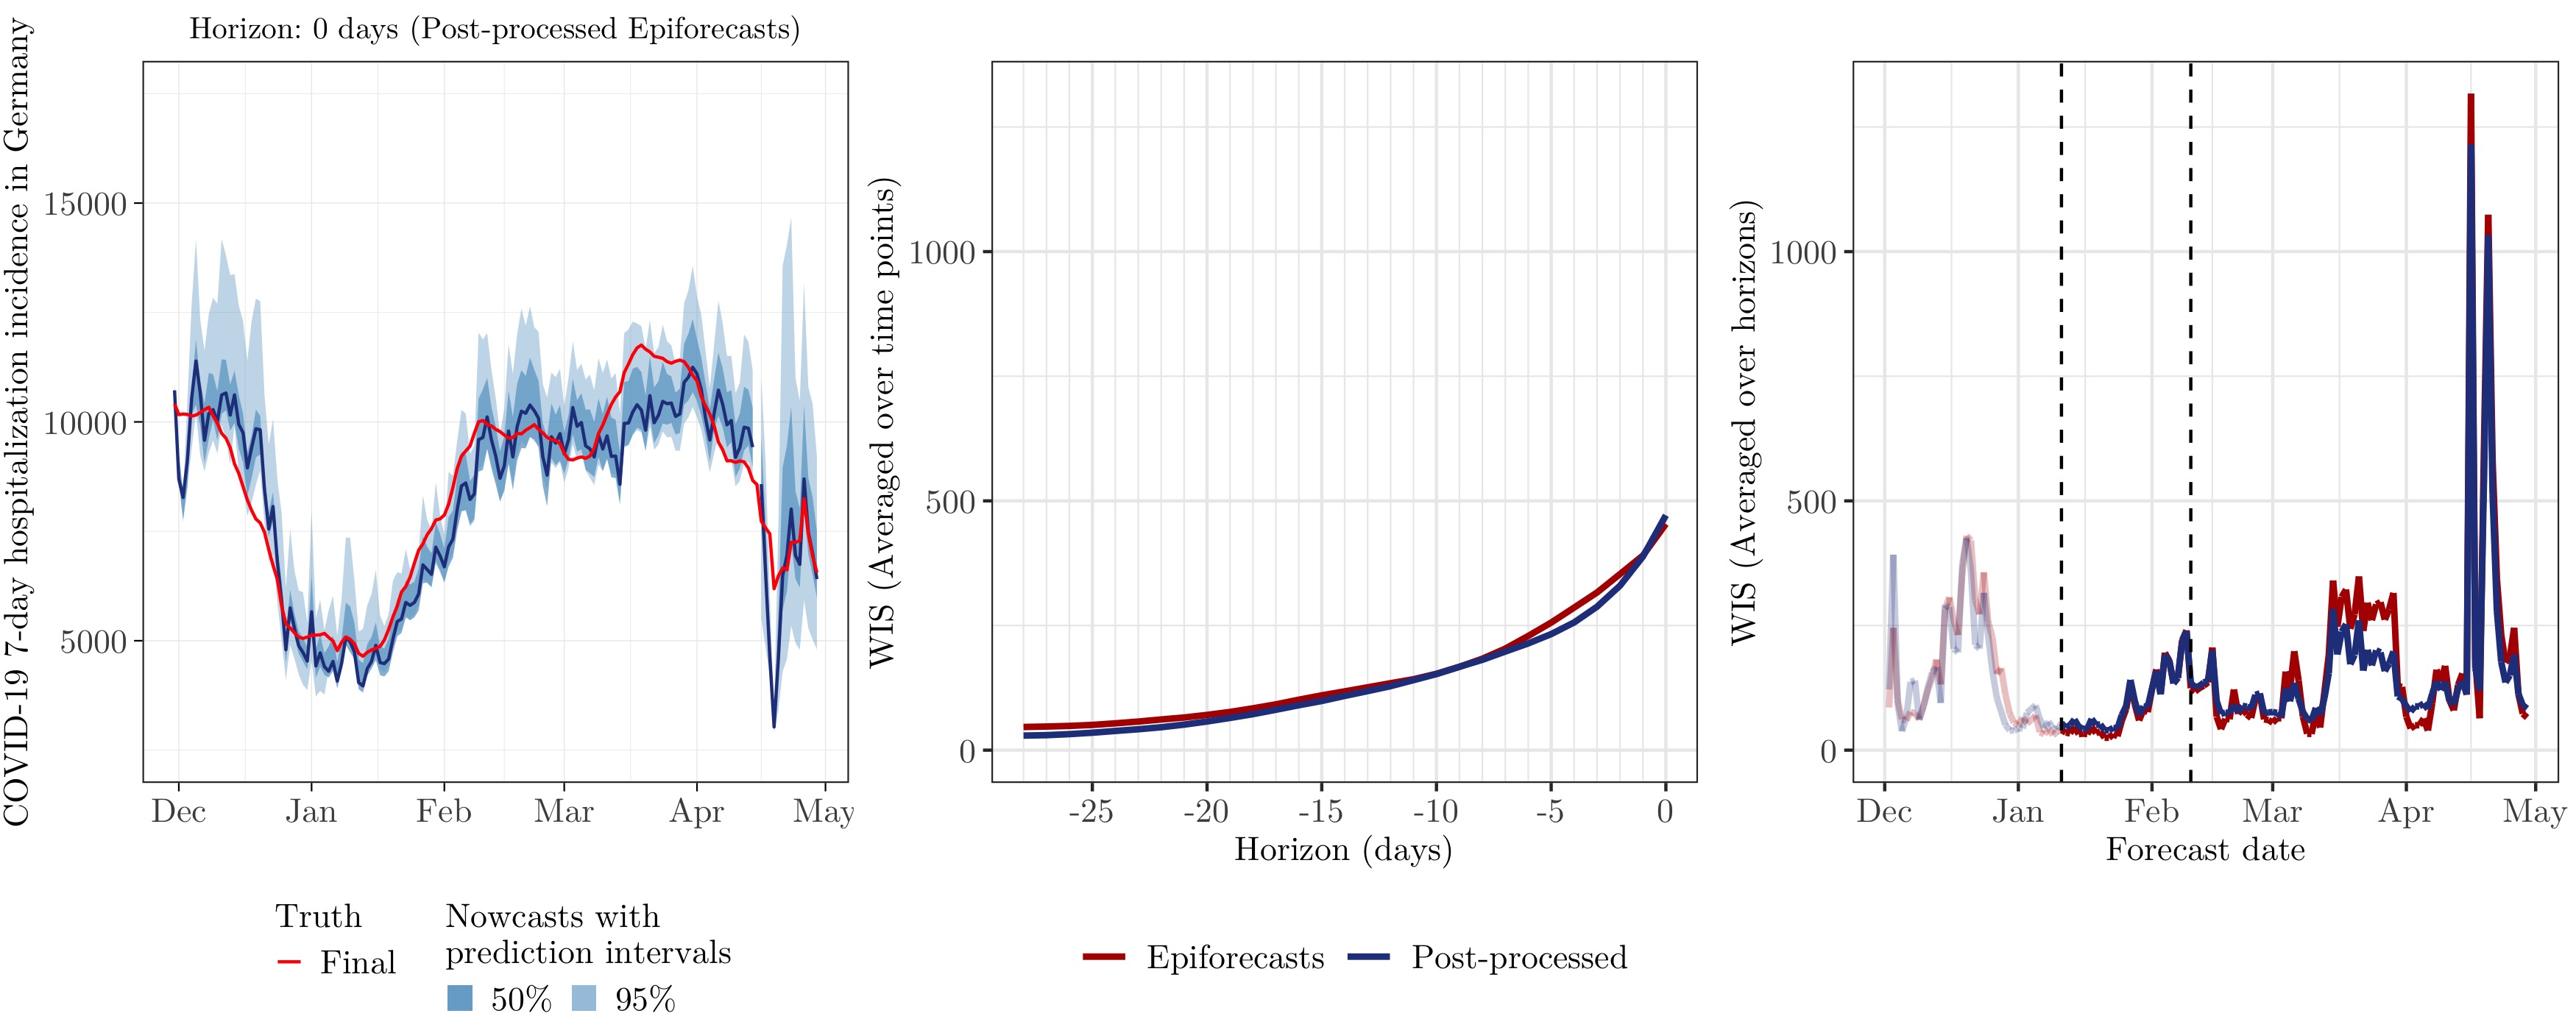 Horizon: 0 days (Post-processed Epiforecasts)
COVID-19 7-day hospitalization incidence in Germany
15000
10000
5000
Dec Jan Feb Mar Apr May
Truth
Final
Nowcasts with
prediction intervals
50% 95%
WIS (Averaged over time points)
1000
500
0
-25 -20 -15 -10 -5 0
Horizon (days)
Epiforecasts Post-processed
WIS (Averaged over horizons)
1000
500
0
Dec Jan Feb Mar Apr May
Forecast date